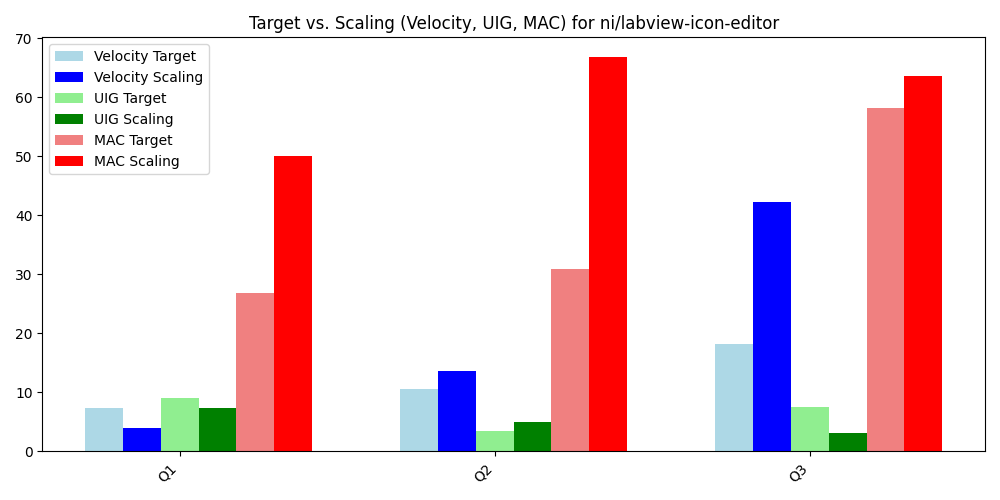 Target vs. Scaling (Velocity, UIG, MAC) for ni/labview-icon-editor
70
60
50
40
30
20
10
0
Velocity Target
Velocity Scaling
UIG Target
UIG Scaling
MAC Target
MAC Scaling
Q1
Q2
Q3